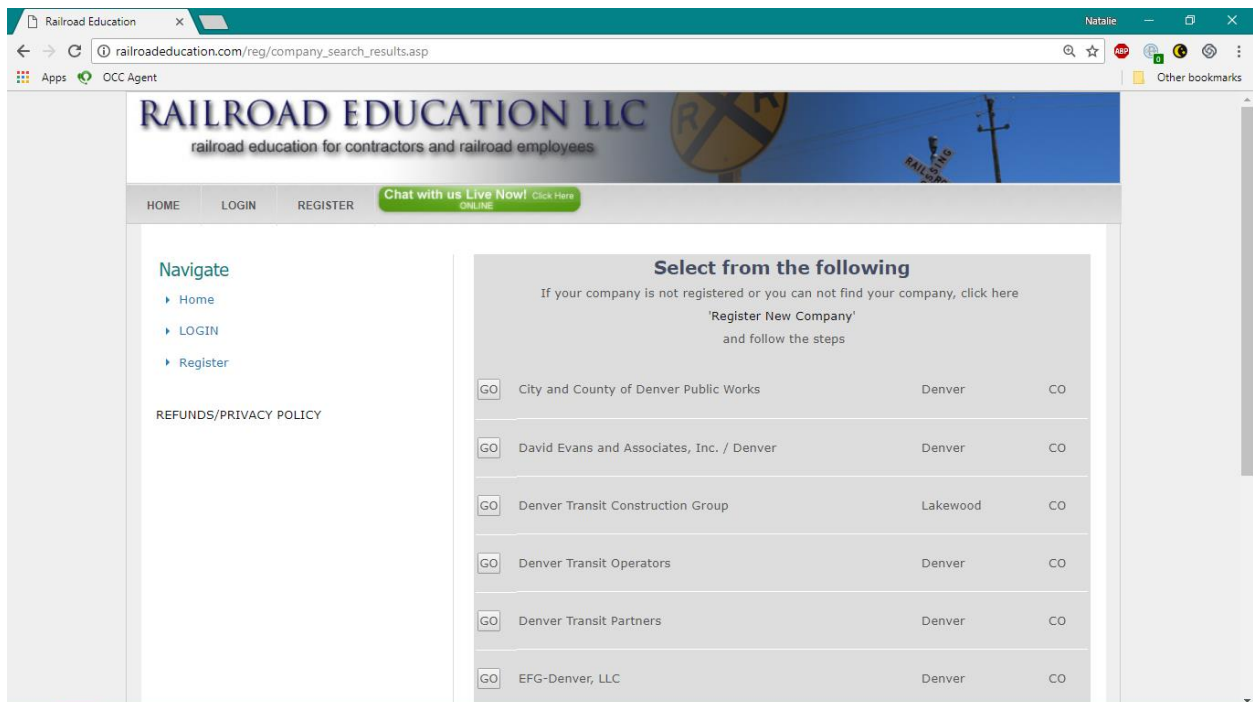 Railroad Education
Natalie
railroadeducation.com/reg/company_search_results.asp
ABP
0
Apps
OCC Agent
Other bookmarks
RAILROAD EDUCATION LLC
railroad education for contractors and railroad employees
R
HOME LOGIN REGISTER
Chat with us Live Now! Click Here
ONLINE
Navigate
Home
LOGIN
Register
REFUNDS/PRIVACY POLICY
Select from the following
If your company is not registered or you can not find your company, click here
'Register New Company'
and follow the steps
GO City and County of Denver Public Works Denver CO
GO David Evans and Associates, Inc. / Denver Denver CO
GO Denver Transit Construction Group Lakewood CO
GO Denver Transit Operators Denver CO
GO Denver Transit Partners Denver CO
GO EFG-Denver, LLC Denver CO